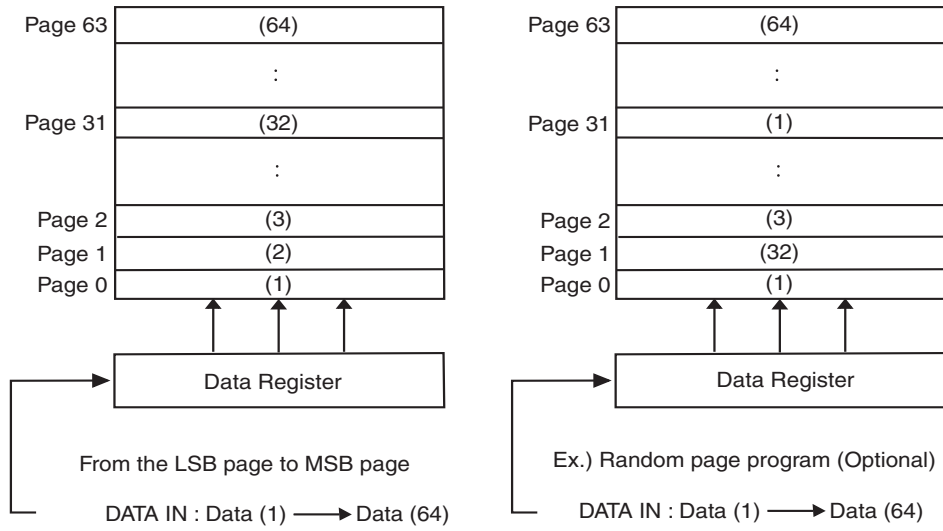 Page 63 (64)
:
Page 31 (32)
:
Page 2 (3)
Page 1 (2)
Page 0 (1)
Data Register
From the LSB page to MSB page
DATA IN : Data (1) Data (64)
Page 63 (64)
:
Page 31 (1)
:
Page 2 (3)
Page 1 (32)
Page 0 (1)
Data Register
Ex.) Random page program (Optional)
DATA IN : Data (1) Data (64)